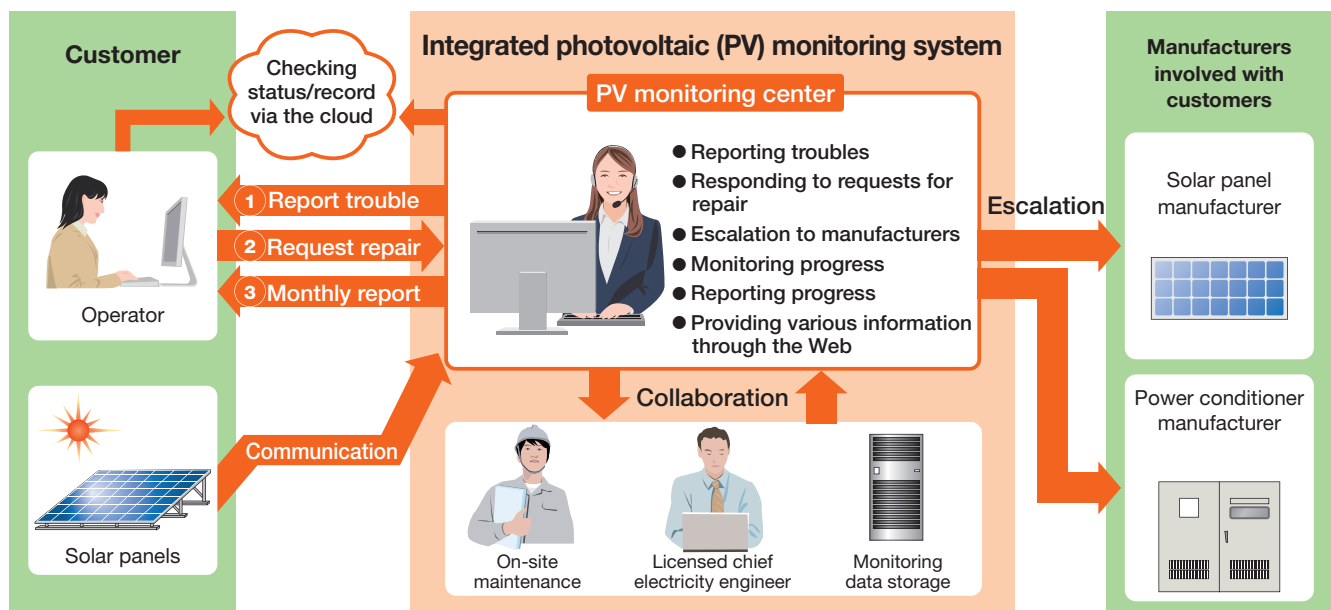 Customer
Checking
status/record
via the cloud
Operator
1 Report trouble
2 Request repair
3 Monthly report
Solar panels
Communication
Integrated photovoltaic (PV) monitoring system
PV monitoring center
● Reporting troubles
● Responding to requests for
repair
● Escalation to manufacturers
● Monitoring progress
● Reporting progress
● Providing various information
through the Web
Collaboration
On-site
maintenance
Licensed chief
electricity engineer
Monitoring
data storage
Escalation
Manufacturers
involved with
customers
Solar panel
manufacturer
Power conditioner
manufacturer